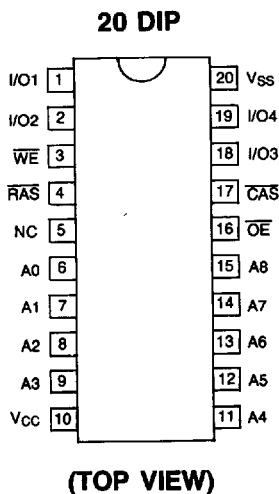 20 DIP
I/O1 1 20 VSS
I/O2 2 19 I/O4
WE 3 18 I/O3
RAS 4 17 CAS
NC 5 16 OE
A0 6 15 A8
A1 7 14 A7
A2 8 13 A6
A3 9 12 A5
VCC 10 11 A4
(TOP VIEW)